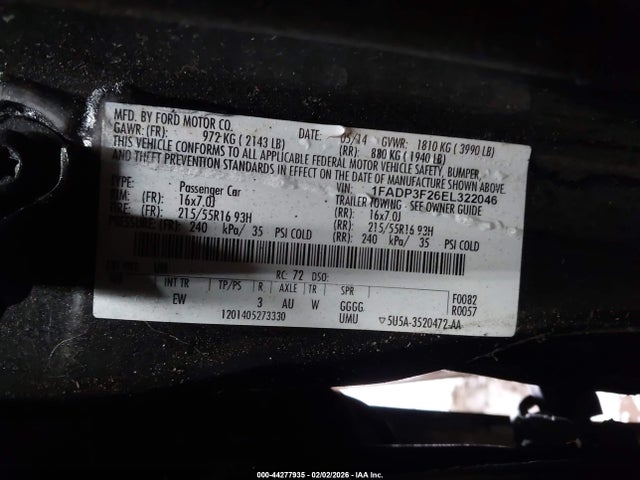 MFD. BY FORD MOTOR CO.
DATE: 05/14 GVWR: 1810 KG ( 3990 LB)
GAWR: (FR): 972 KG ( 2143 LB) (RR): 880 KG ( 1940 LB)
THIS VEHICLE CONFORMS TO ALL APPLICABLE FEDERAL MOTOR VEHICLE SAFETY, BUMPER,
AND THEFT PREVENTION STANDARDS IN EFFECT ON THE DATE OF MANUFACTURE SHOWN ABOVE.
VIN: 1FADP3F26EL322046
TYPE: Passenger Car TRAILER TOWING - SEE OWNER GUIDE
RIM: (FR): 16x7.0J (RR): 16x7.0J
TIRE: (FR): 215/55R16 93H (RR): 215/55R16 93H
PRESSURE: (FR): 240 kPa/ 35 PSI COLD (RR): 240 kPa/ 35 PSI COLD
RC: 72 DSO:
INT TR TP/PS R AXLE TR SPR
EW 3 AU W GGGG F0082
UMU R0057
1201405273330 5U5A-3520472-AA
000-44277935 - 02/02/2026 - IAA Inc.